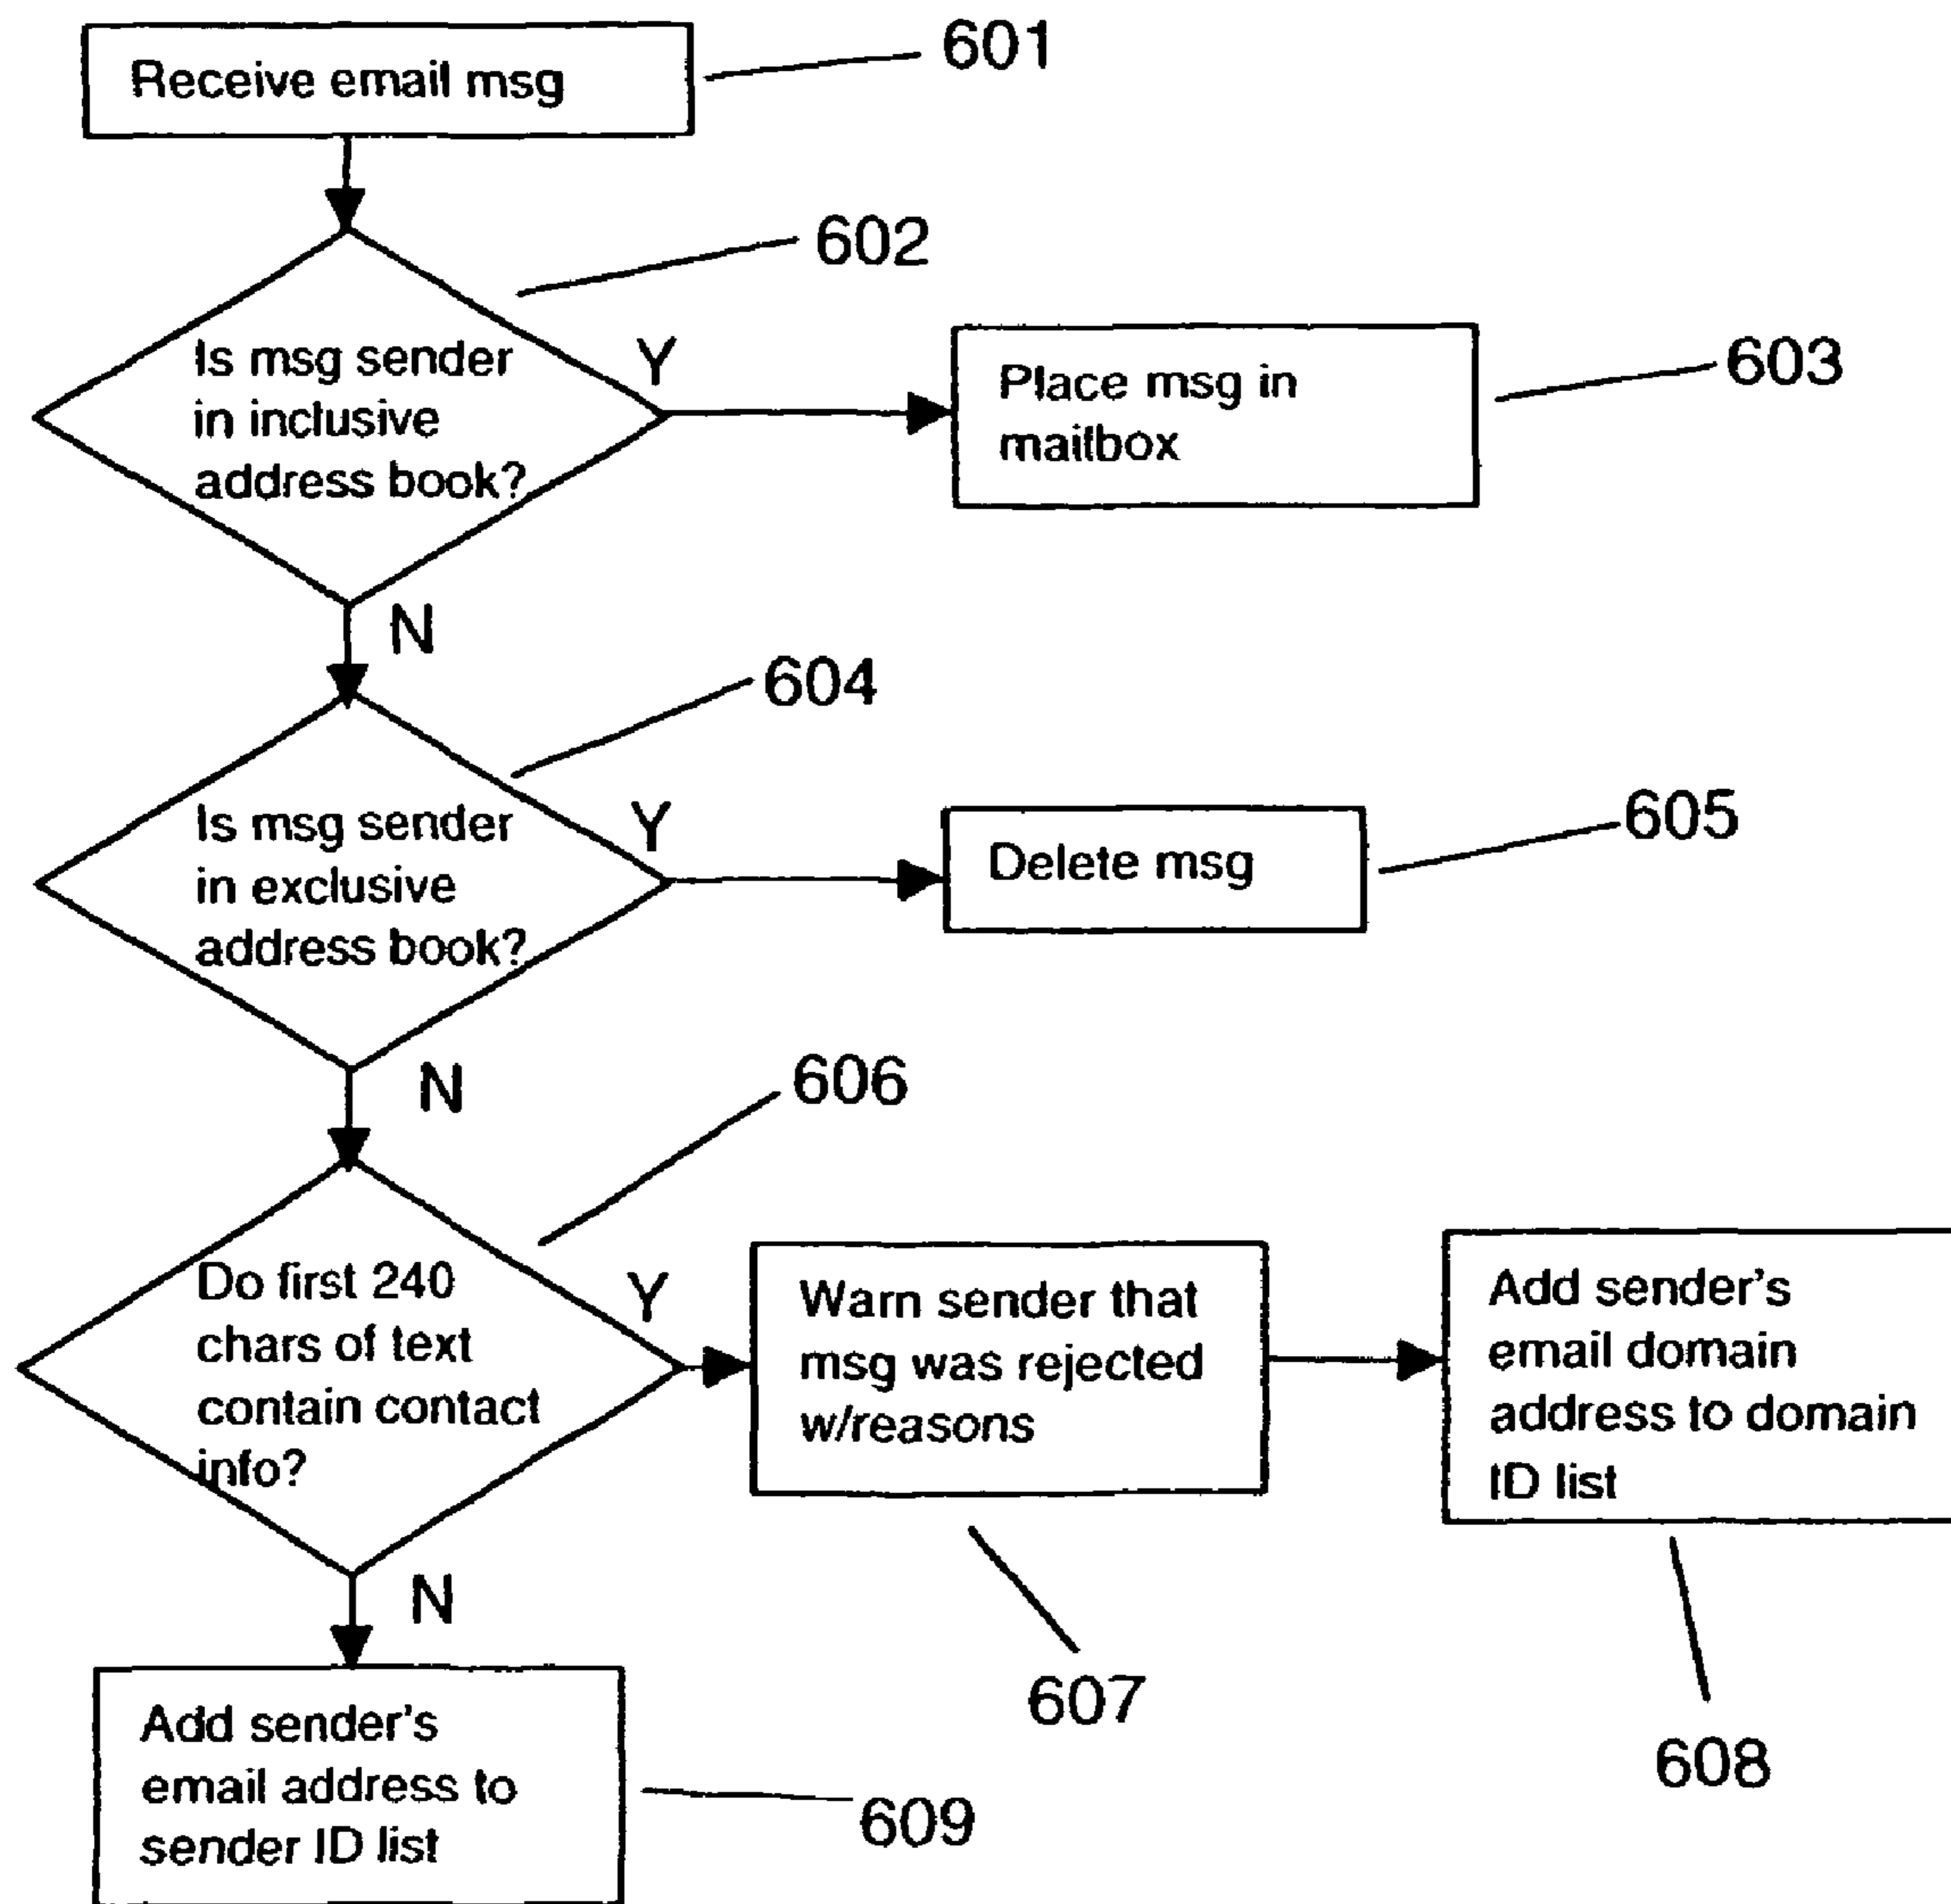 Receive email msg
601
602
Is msg sender
in inclusive
address book?
Y
Place msg in
mailbox
603
N
604
Is msg sender
in exclusive
address book?
Y
Delete msg
605
N
606
Do first 240
chars of text
contain contact
info?
Y
Warn sender that
msg was rejected
w/reasons
607
Add sender's
email domain
address to domain
ID list
608
N
Add sender's
email address to
sender ID list
609